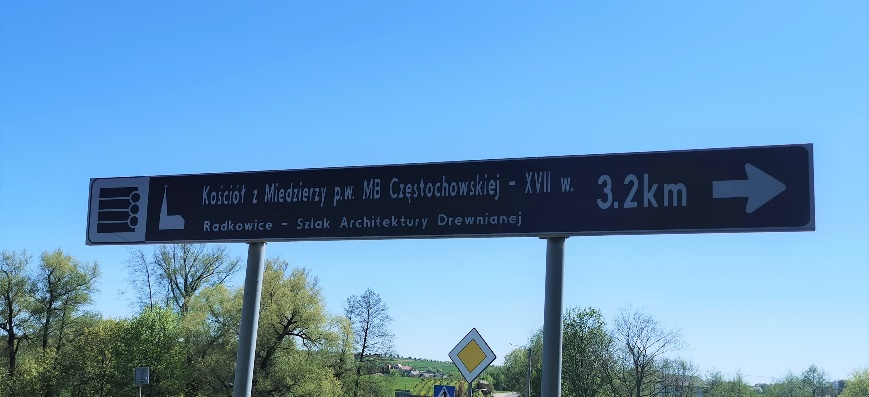 Kościół z Miedzierzy p.w. MB Częstochowskiej - XVII w.
Radkowice - Szlak Architektury Drewnianej
3.2km